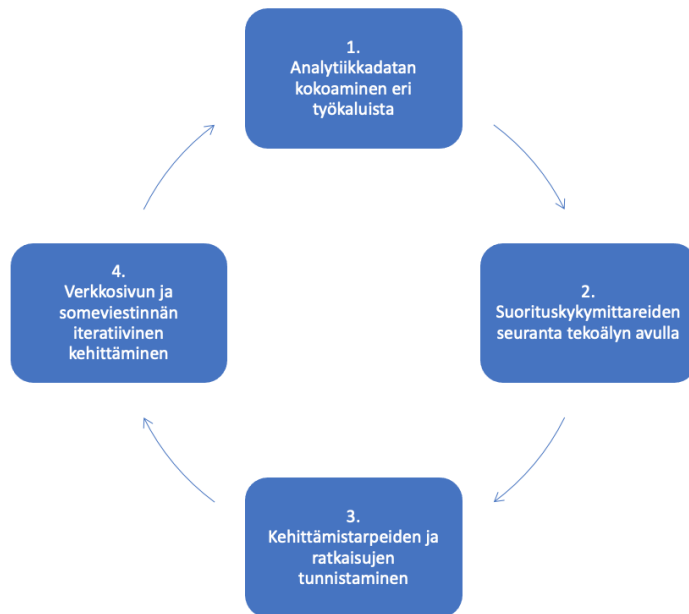 1.
Analytiikkadatan
kokoaminen eri
työkaluista
2.
Suorituskykymittareiden
seuranta tekoälyn avulla
3.
Kehittämistarpeiden ja
ratkaisujen
tunnistaminen
4.
Verkkosivun ja
someviestinnän
iteratiivinen
kehittäminen